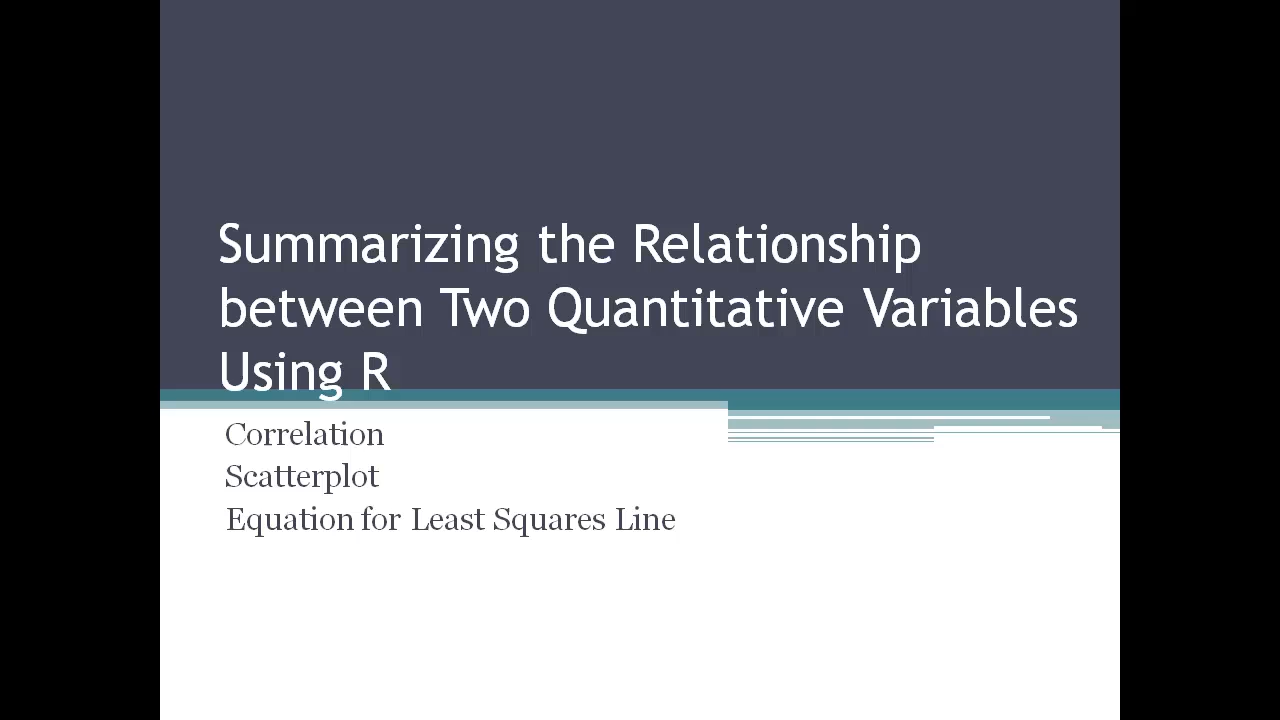 Summarizing the Relationship
between Two Quantitative Variables
Using R
Correlation
Scatterplot
Equation for Least Squares Line